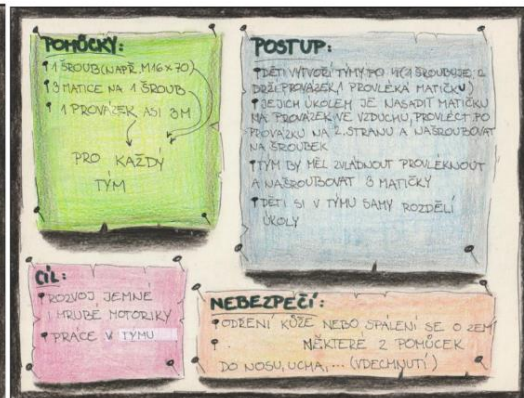 POMŮCKY:
1 ŠROUB (NAPŘ. M16 x 70)
3 MATICE NA 1 ŠROUB
1 PROVÁZEK ASI 3M
PRO KAŽDÝ
TÝM
POSTUP:
DĚTI VYTVOŘÍ TÝMY PO 4 (1 ŠROUBUJE, 2
DRŽÍ PROVÁZEK, 1 PROVLÉKÁ MATIČKU)
JEJICH ÚKOLEM JE NASADIT MATIČKU
NA PROVÁZEK VE VZDUCHU, PROVLÉCT PO
PROVÁZKU NA 2. STRANU A NAŠROUBOVAT
NA ŠROUBEK
TÝM BY MĚL ZVLÁDNOUT PROVLÉKNOUT
A NAŠROUBOVAT 3 MATIČKY
DĚTI SI V TÝMU SAMY ROZDĚLÍ
ÚKOLY
CÍL:
ROZVOJ JEMNÉ
I HRUBÉ MOTORIKY
PRÁCE V TÝMU
NEBEZPEČÍ:
ODŘENÍ KŮŽE NEBO SPÁLENÍ SE O ZEM
NĚKTERÉ Z POMŮCEK
DO NOSU, UCHA, ... (VDECHNUTÍ)